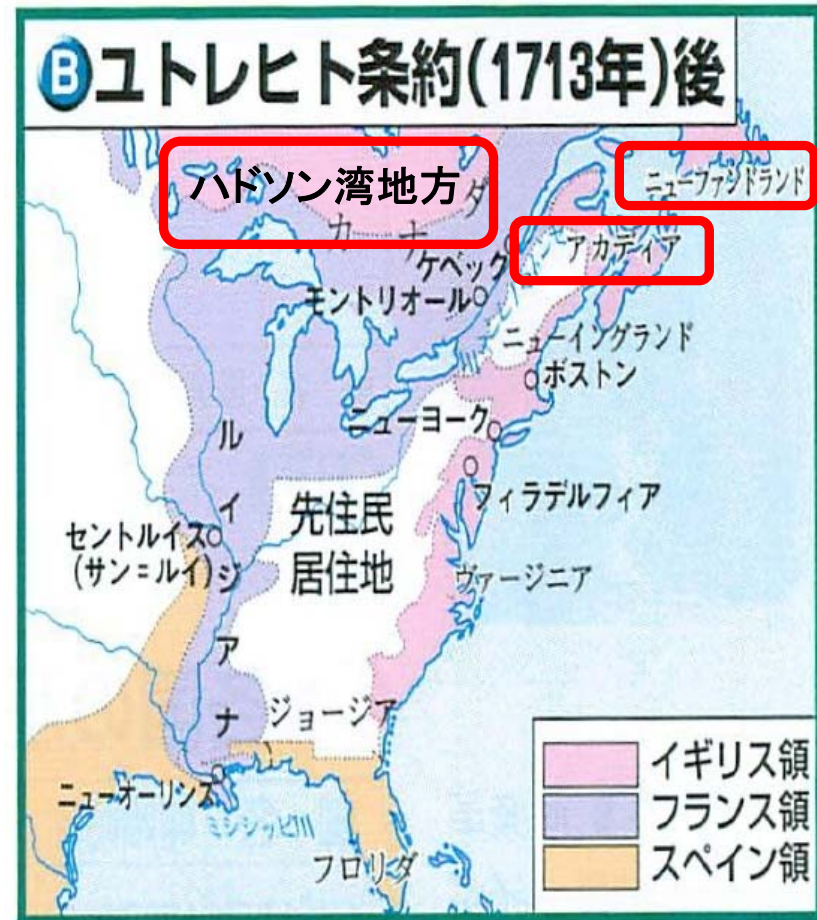 Bユトレヒト条約(1713年)後
ハドソン湾地方
ニューファンドランド
カナダ
アカディア
ケベック
モントリオール
ニューイングランド
ボストン
ニューヨーク
ルイジアナ
フィラデルフィア
先住民
居住地
セントルイス
(サン=ルイ)
ヴァージニア
ジョージア
ニューオーリンズ
ミシシッピ川
フロリダ
イギリス領
フランス領
スペイン領